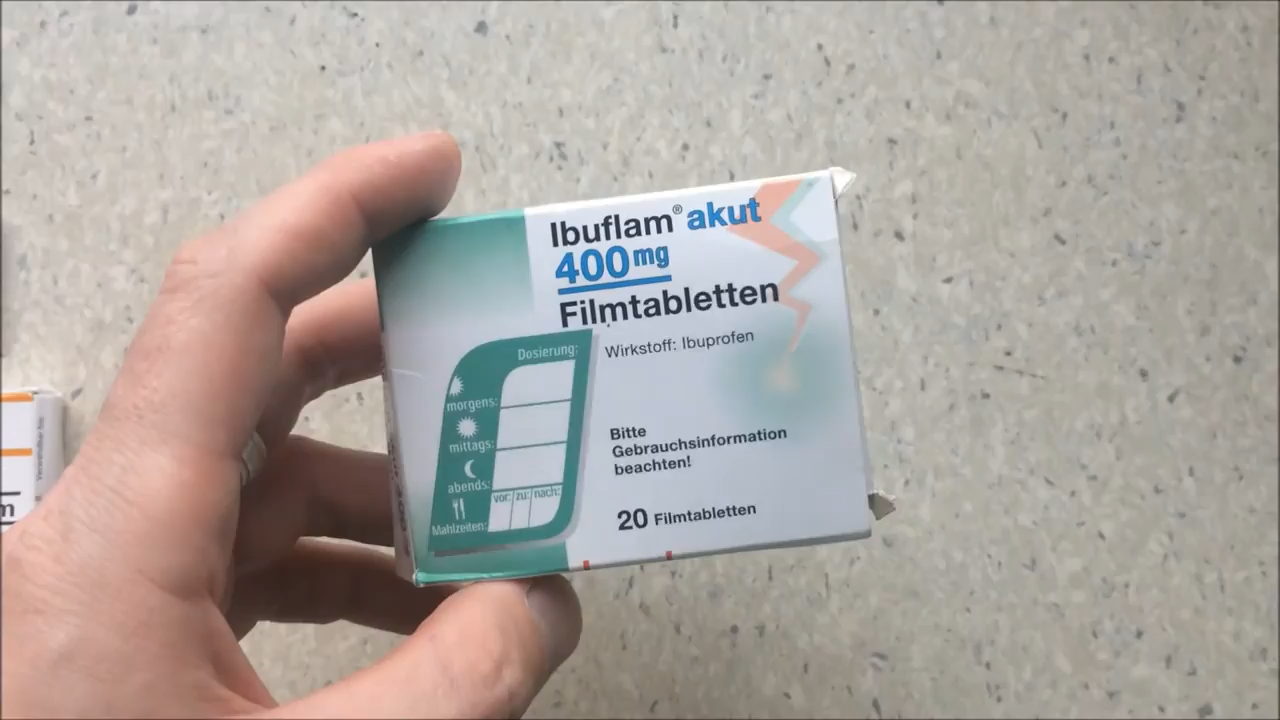 Ibuflam® akut
400 mg
Filmtabletten
Wirkstoff: Ibuprofen
Dosierung:
morgens:
mittags:
abends:
vor: zu: nach:
Mahlzeiten:
Bitte
Gebrauchsinformation
beachten!
20 Filmtabletten